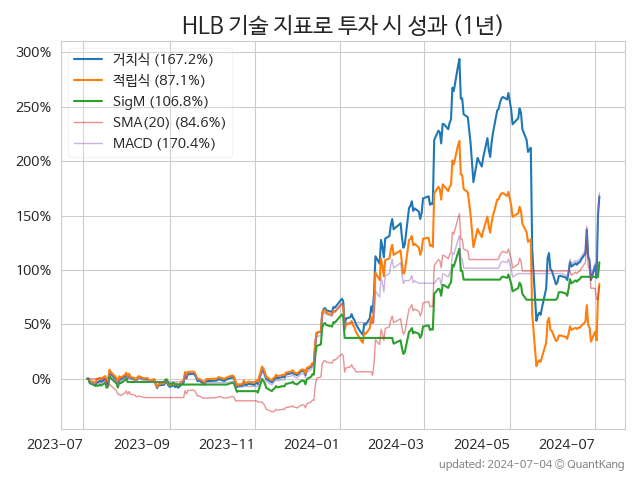 HLB 기술 지표로 투자 시 성과 (1년)
거치식 (167.2%)
적립식 (87.1%)
SigM (106.8%)
SMA(20) (84.6%)
MACD (170.4%)
300%
250%
200%
150%
100%
50%
0%
2023-07 2023-09 2023-11 2024-01 2024-03 2024-05 2024-07
updated: 2024-07-04 @ QuantKang